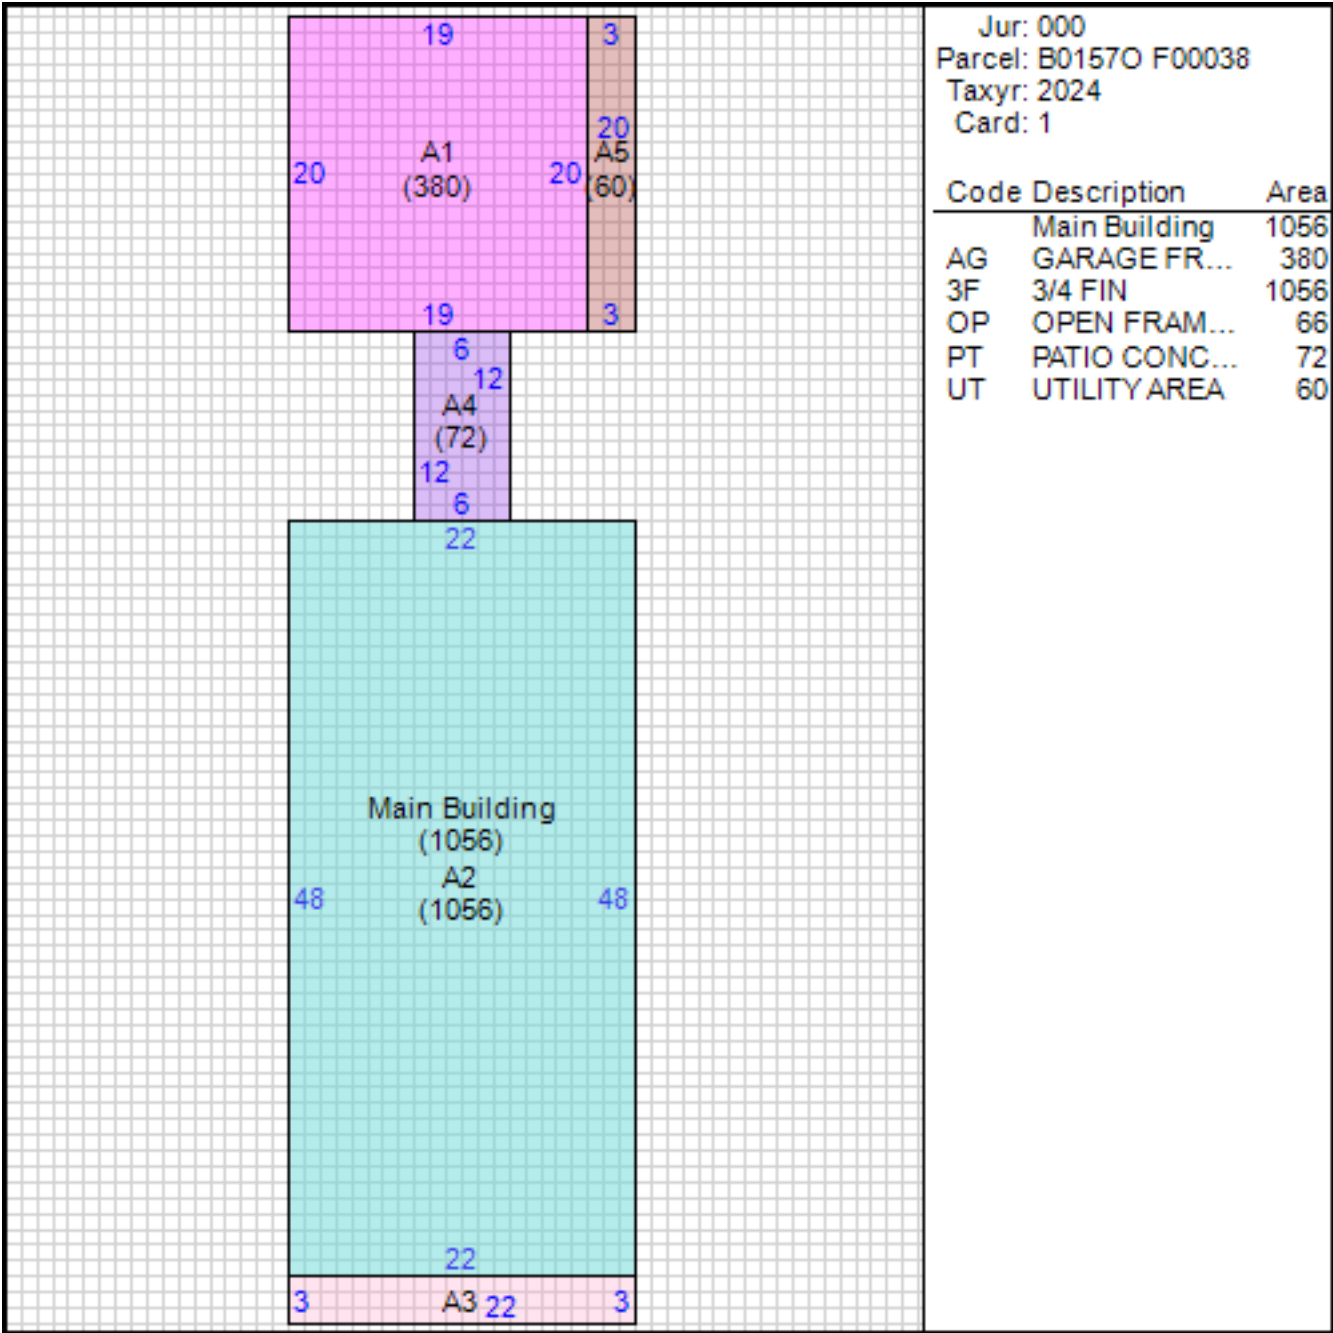 19
3
20
A1
A5
20
20
(380)
(60)
19
3
6
12
A4
(72)
12
6
22
Main Building
(1056)
A2
48
48
(1056)
22
3
A3
22
3
Jur: 000
Parcel: B0157O F00038
Taxyr: 2024
Card: 1
Code Description Area
Main Building 1056
AG GARAGE FR... 380
3F 3/4 FIN 1056
OP OPEN FRAM... 66
PT PATIO CONC... 72
UT UTILITY AREA 60